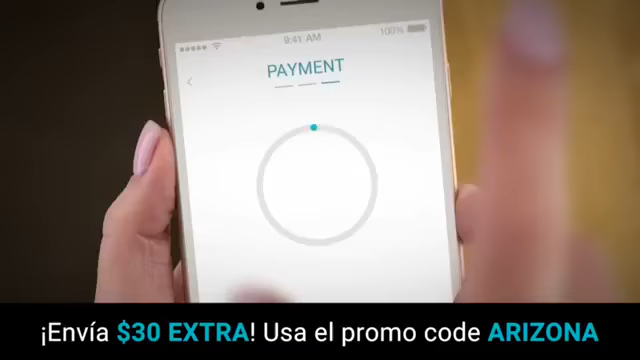 9:41 AM
100%
PAYMENT
¡Envía $30 EXTRA! Usa el promo code ARIZONA